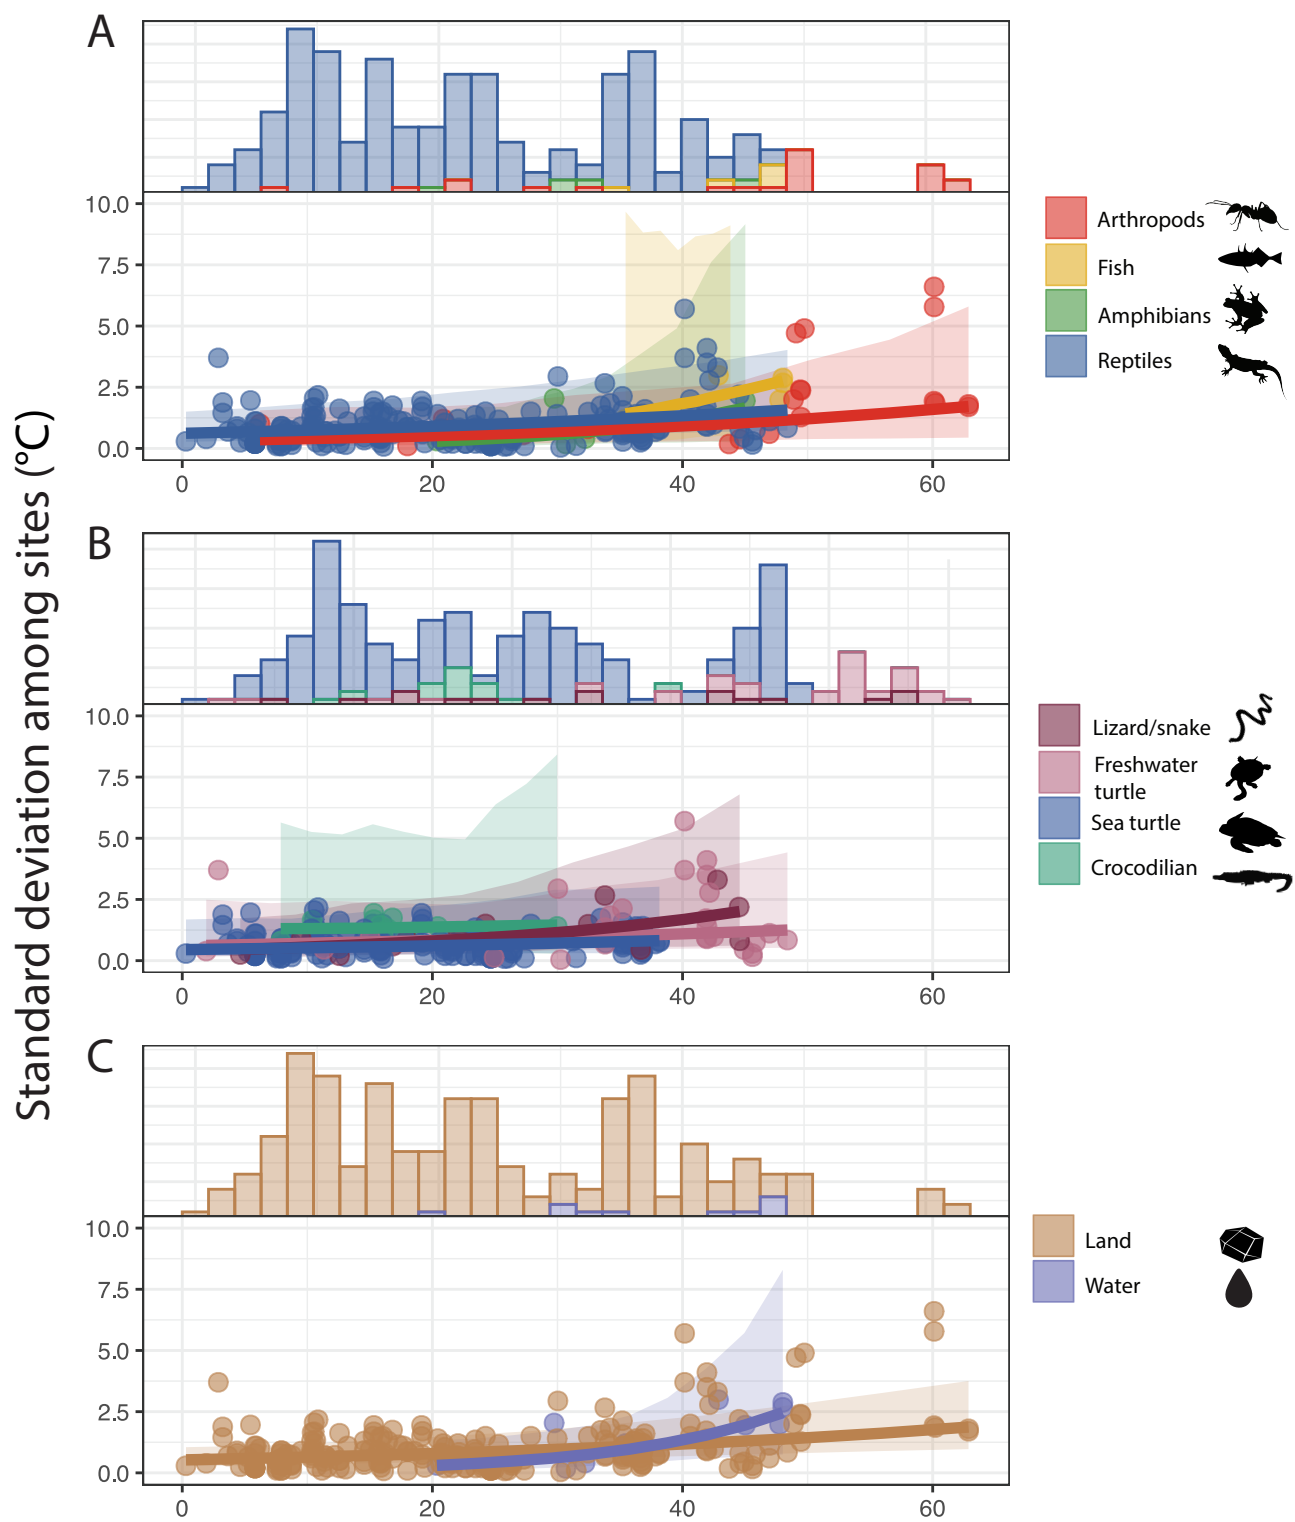 A
10.0
7.5
5.0
2.5
0.0
0 20 40 60
Arthropods
Fish
Amphibians
Reptiles
Standard deviation among sites (°C)
B
10.0
7.5
5.0
2.5
0.0
0 20 40 60
Lizard/snake
Freshwater
turtle
Sea turtle
Crocodilian
C
10.0
7.5
5.0
2.5
0.0
0 20 40 60
Land
Water